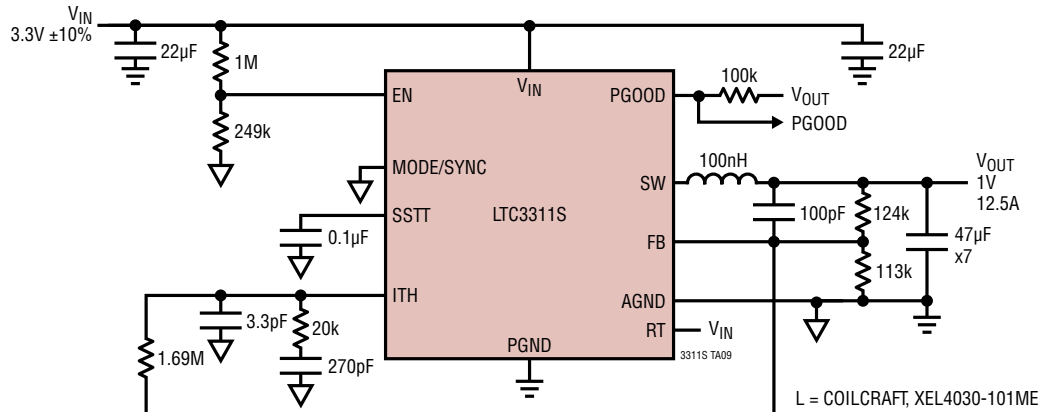 VIN
3.3V ±10%
22µF
1M
VIN
22µF
EN
PGOOD
100k
VOUT
PGOOD
249k
MODE/SYNC
100nH
VOUT
1V
12.5A
SW
SSTT
LTC3311S
100pF
124k
0.1µF
FB
47µF
x7
113k
ITH
AGND
3.3pF
20k
RT
VIN
1.69M
270pF
PGND
3311S TA09
L = COILCRAFT, XEL4030-101ME